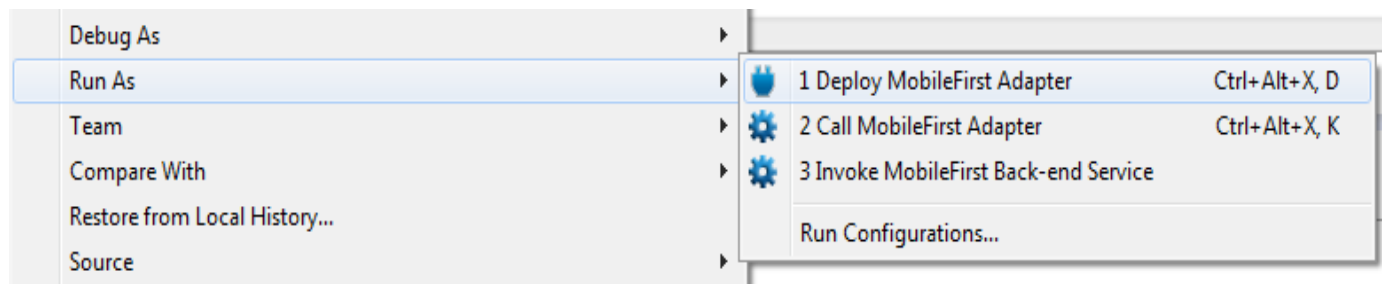 Debug As
Run As
Team
Compare With
Restore from Local History...
Source
1 Deploy MobileFirst Adapter Ctrl+Alt+X, D
2 Call MobileFirst Adapter Ctrl+Alt+X, K
3 Invoke MobileFirst Back-end Service
Run Configurations...